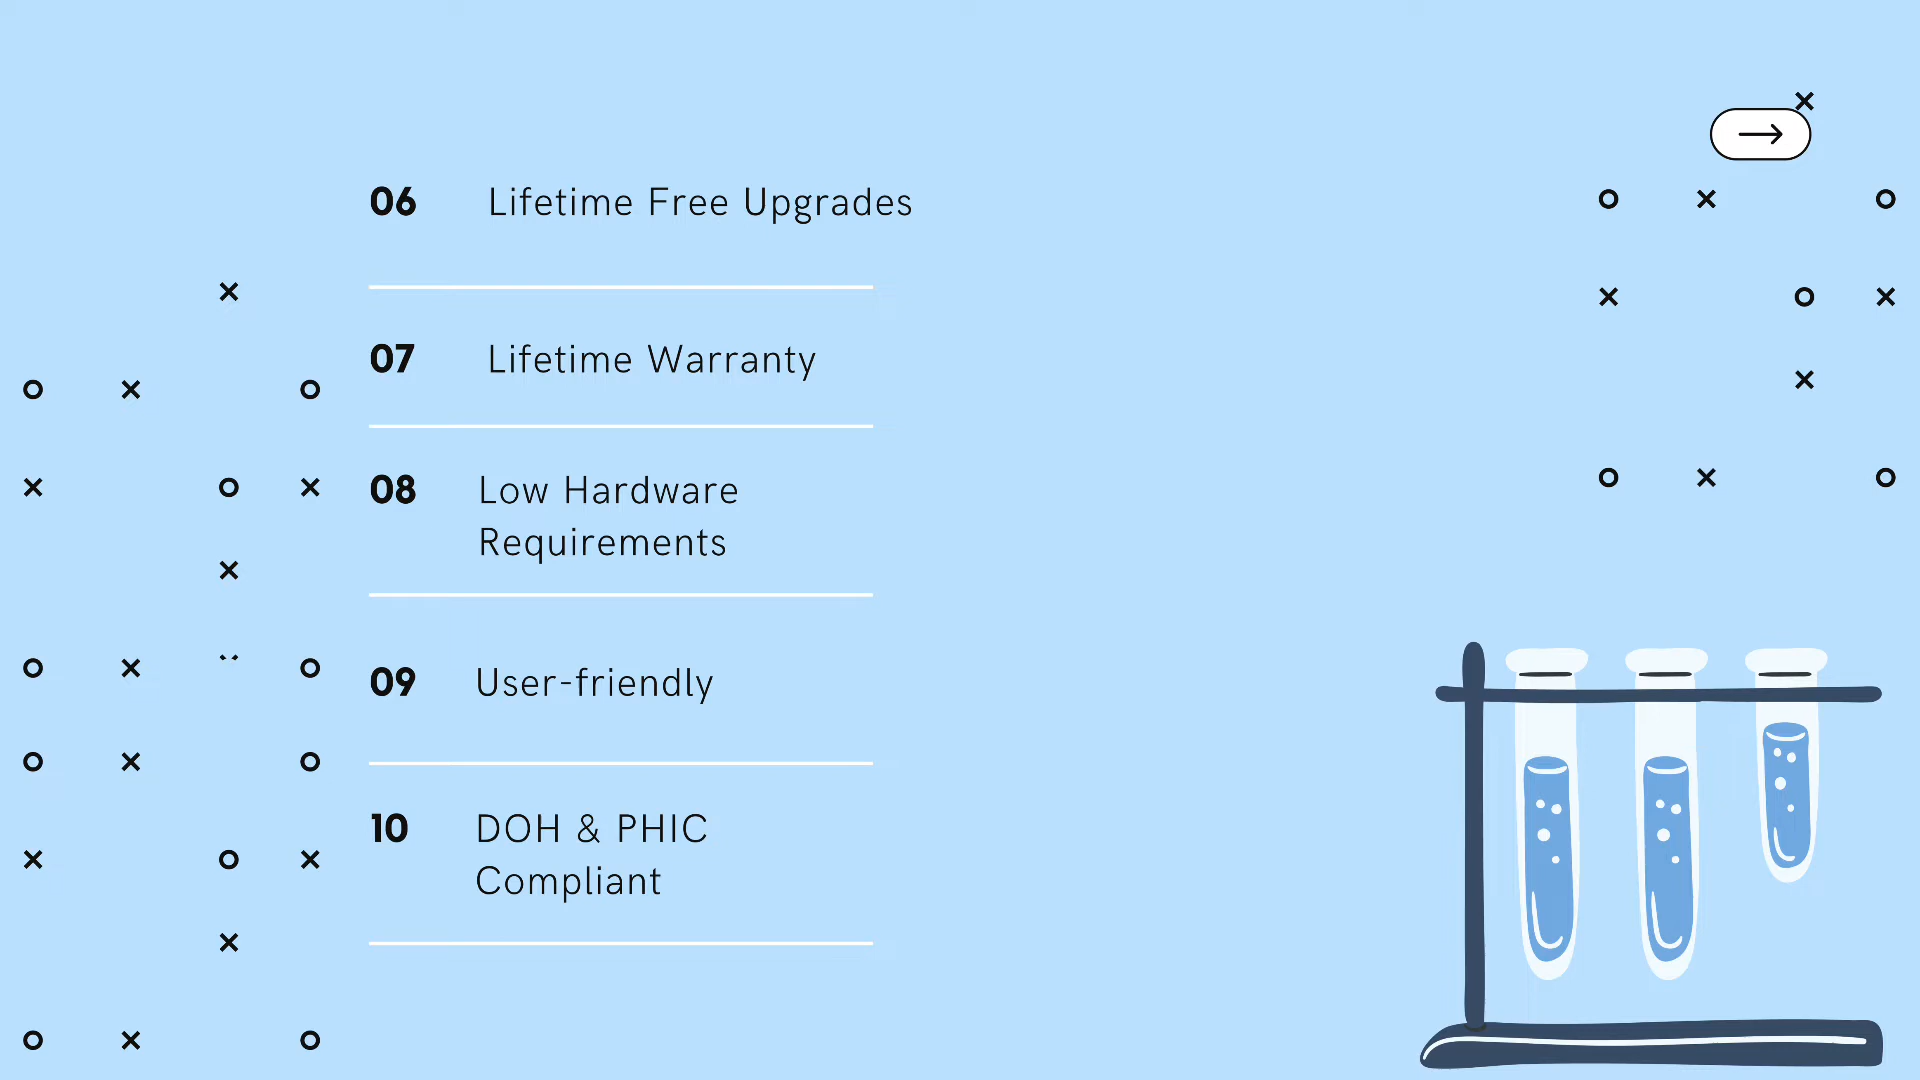 06 Lifetime Free Upgrades
07 Lifetime Warranty
08 Low Hardware
Requirements
09 User-friendly
10 DOH & PHIC
Compliant